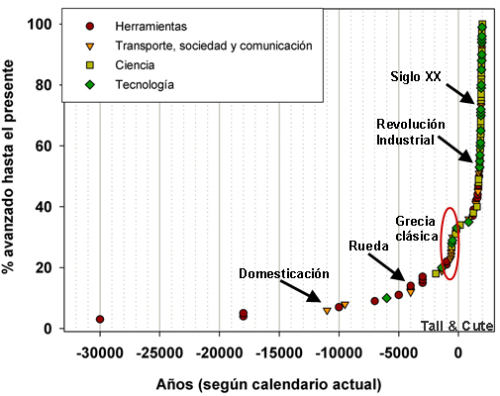 100
80
60
40
20
0
% avanzado hasta el presente
Herramientas
Transporte, sociedad y comunicación
Ciencia
Tecnología
Siglo XX
Revolución
Industrial
Grecia
clásica
Rueda
Domesticación
Tall & Cute
-30000 -25000 -20000 -15000 -10000 -5000 0
Años (según calendario actual)